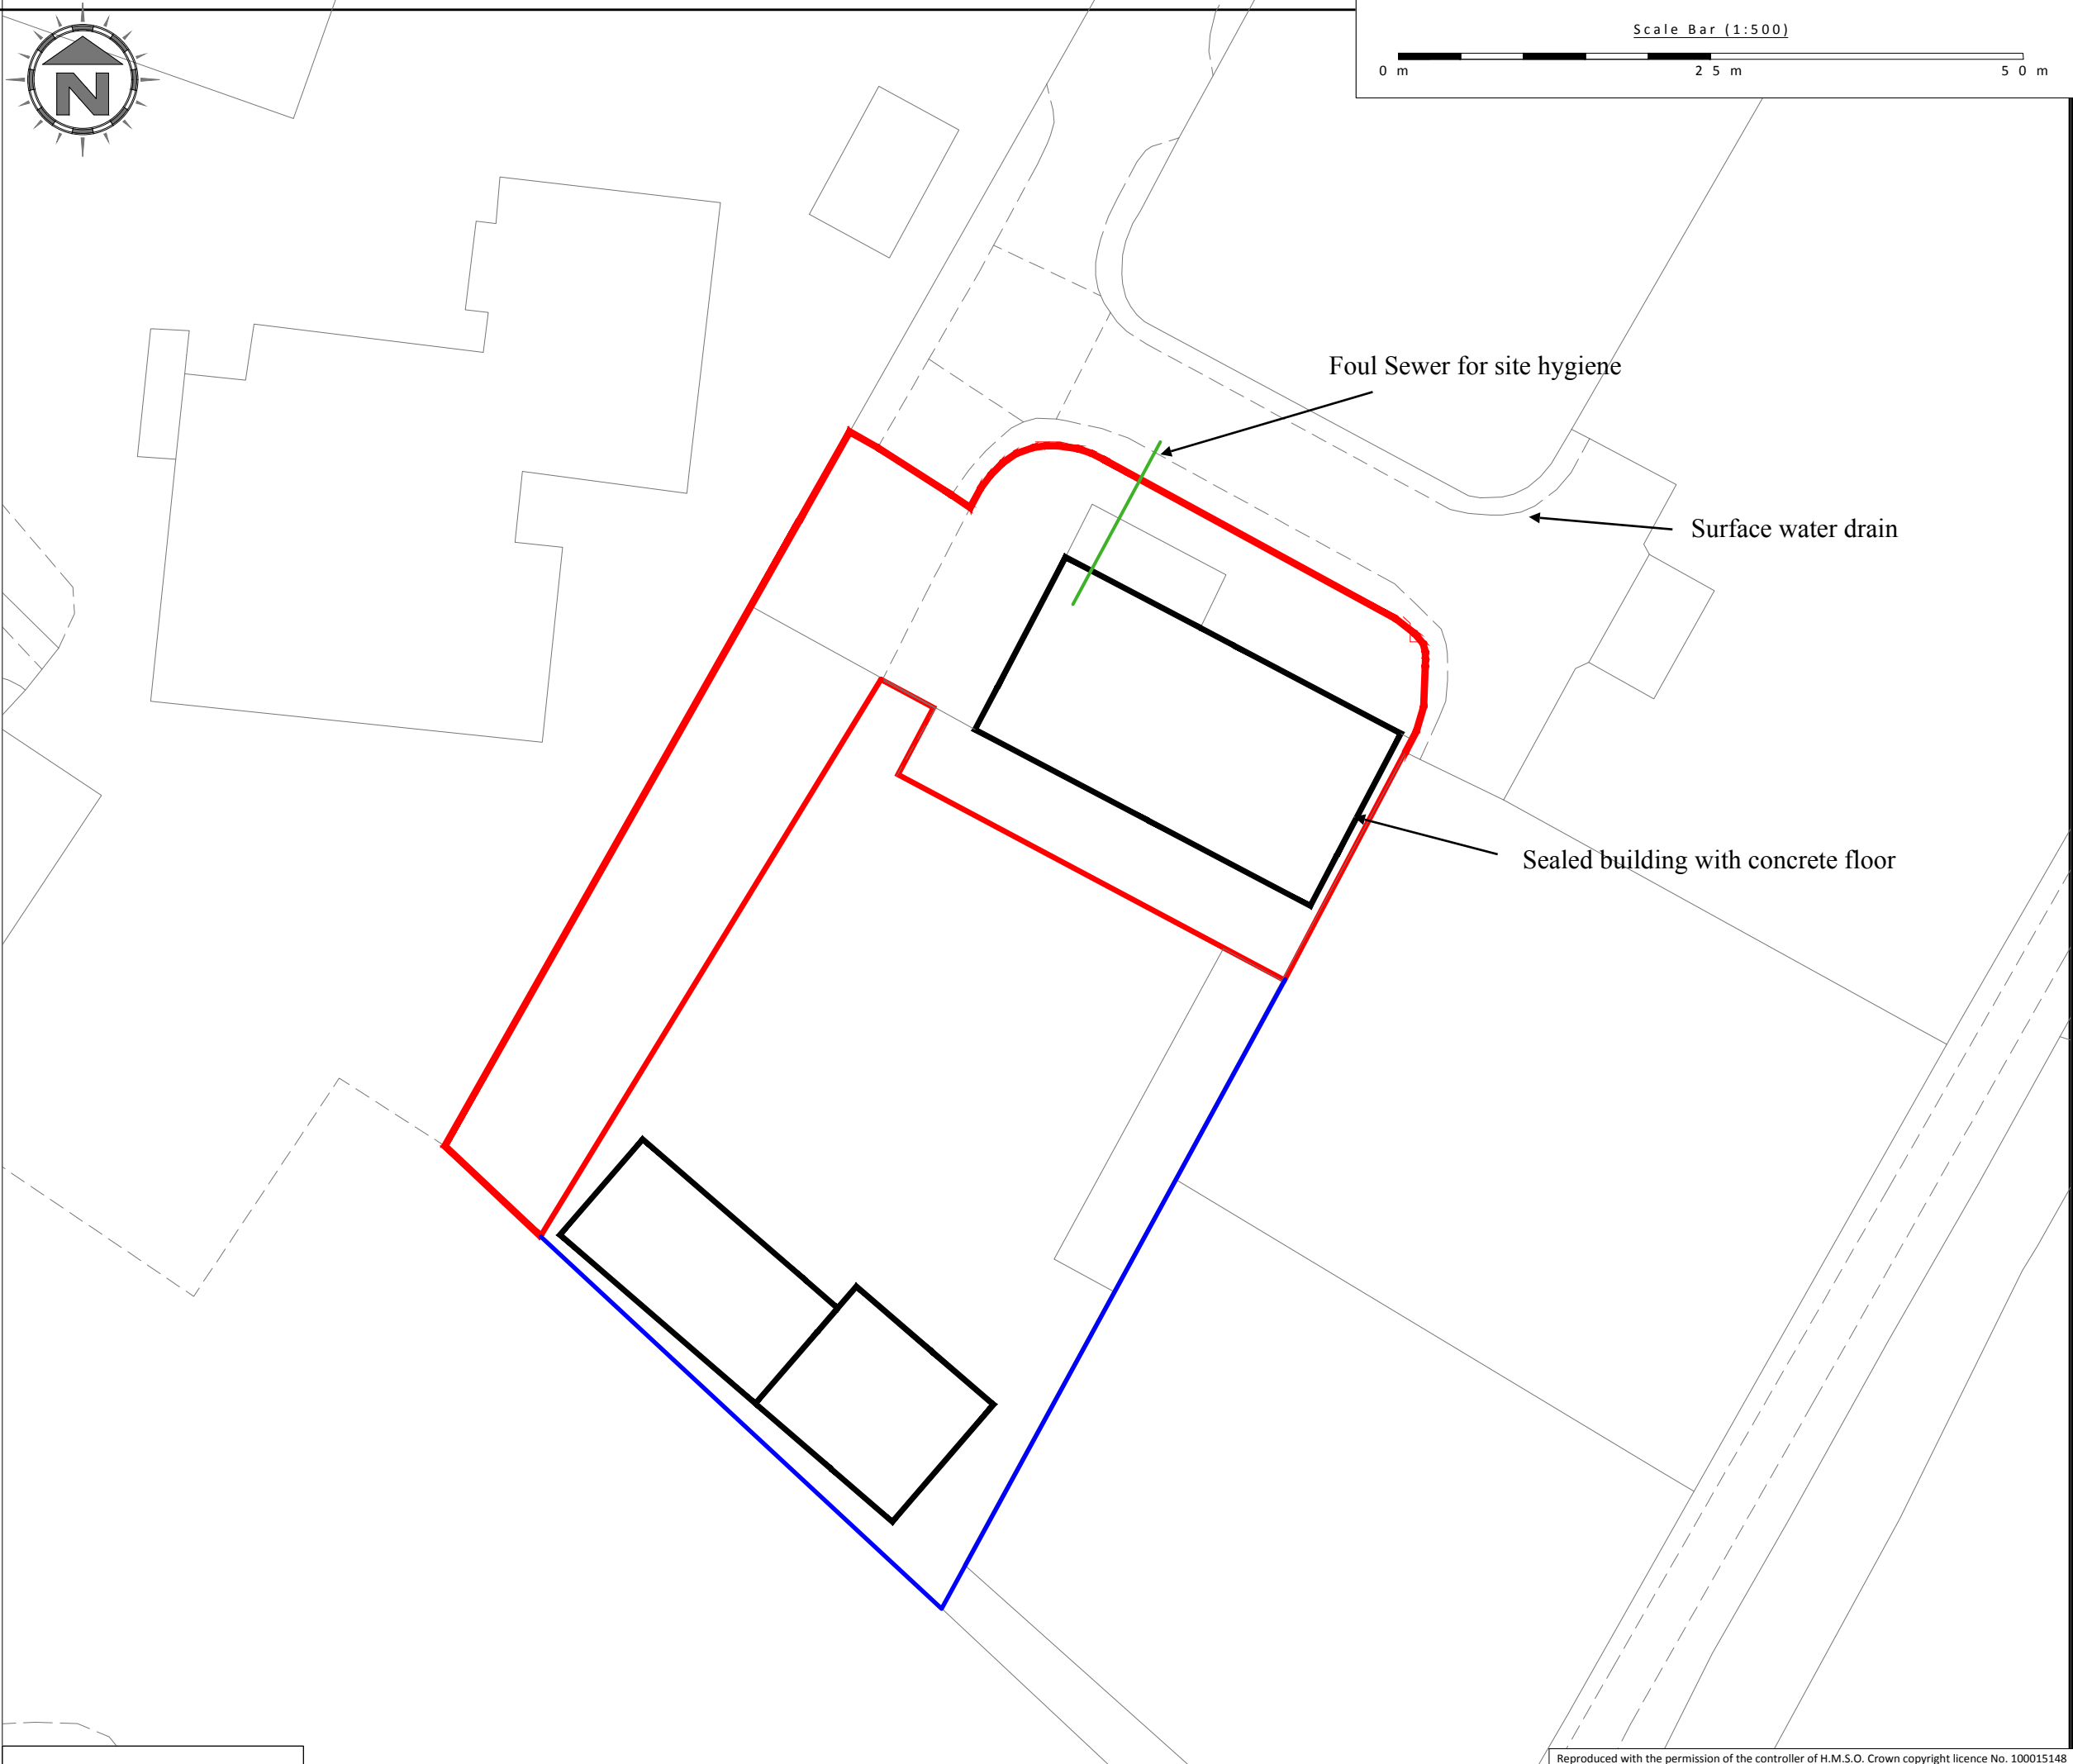 N
Scale Bar (1:500)
0 m 25 m 50 m
Foul Sewer for site hygiene
Surface water drain
Sealed building with concrete floor
Reproduced with the permission of the controller of H.M.S.O. Crown copyright licence No. 100015148